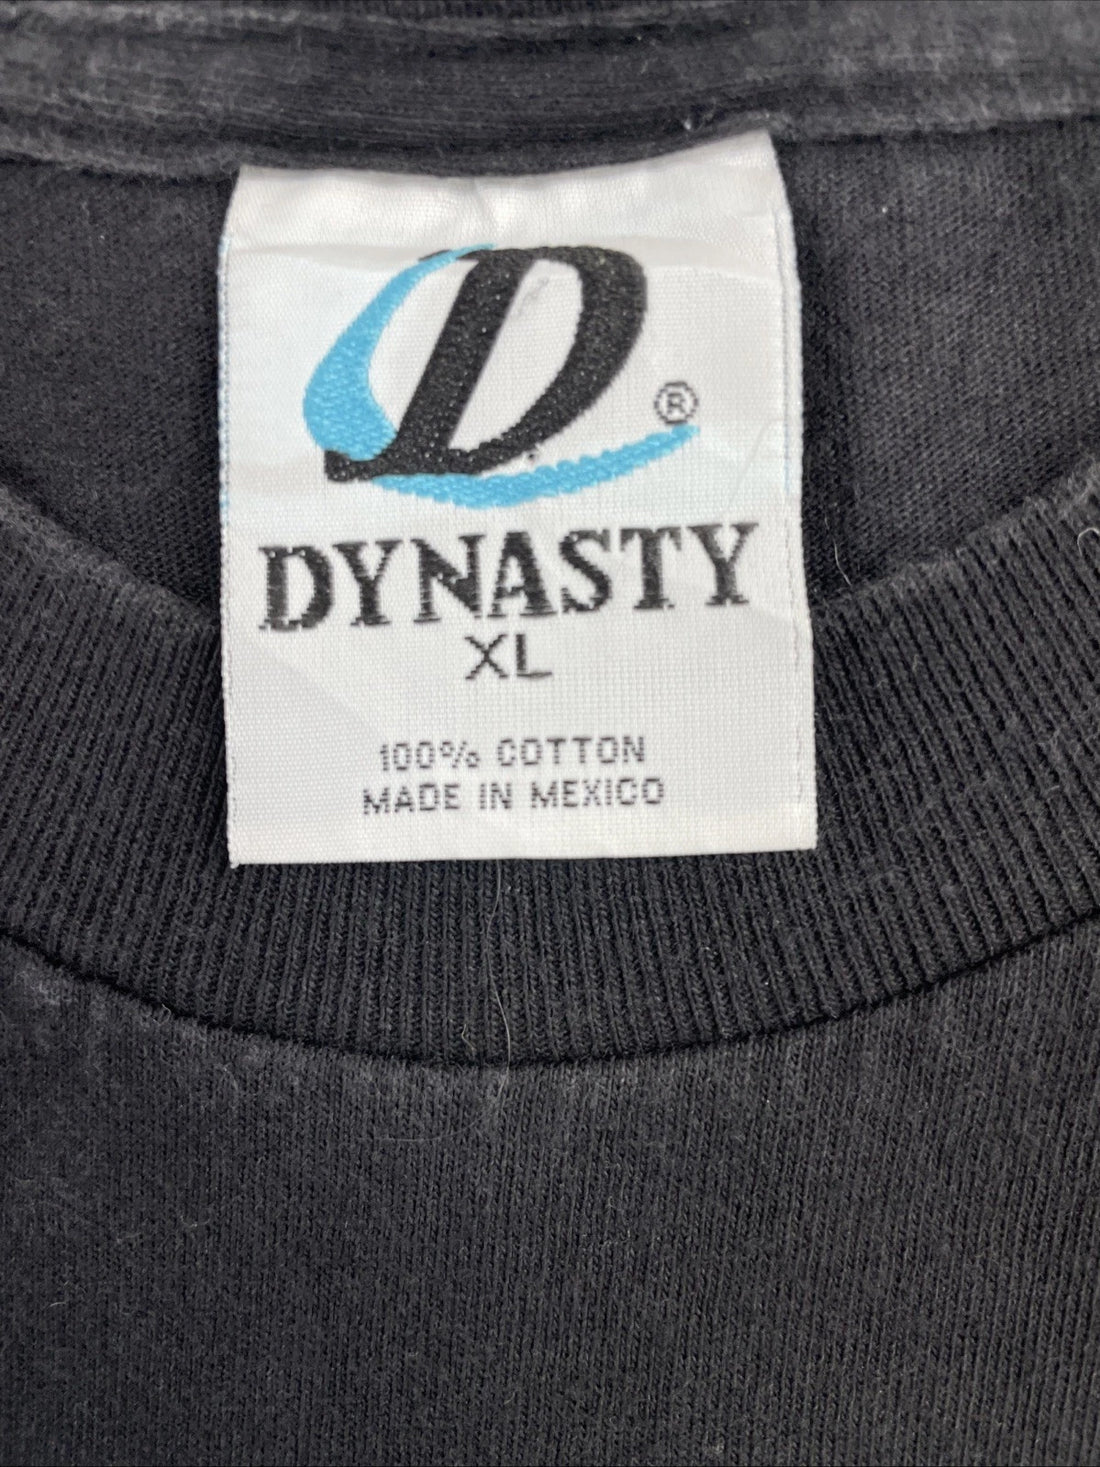 D ®
DYNASTY
XL
100% COTTON
MADE IN MEXICO